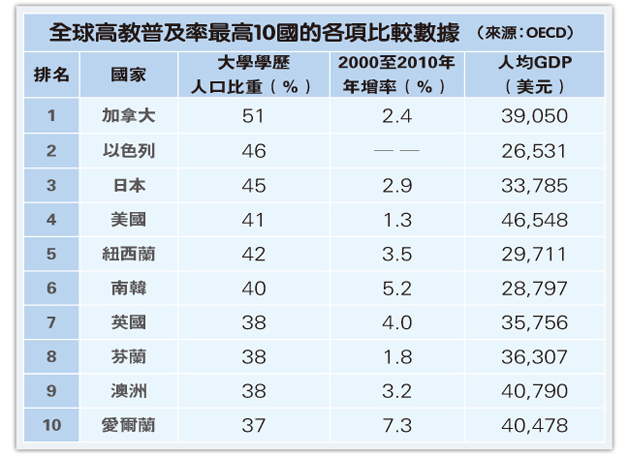 全球高教普及率最高10國的各項比較數據 （來源：OECD）
排名 國家 大學學歷人口比重（%） 2000至2010年年增率（%） 人均GDP（美元）
1 加拿大 51 2.4 39,050
2 以色列 46 —— 26,531
3 日本 45 2.9 33,785
4 美國 41 1.3 46,548
5 紐西蘭 42 3.5 29,711
6 南韓 40 5.2 28,797
7 英國 38 4.0 35,756
8 芬蘭 38 1.8 36,307
9 澳洲 38 3.2 40,790
10 愛爾蘭 37 7.3 40,478